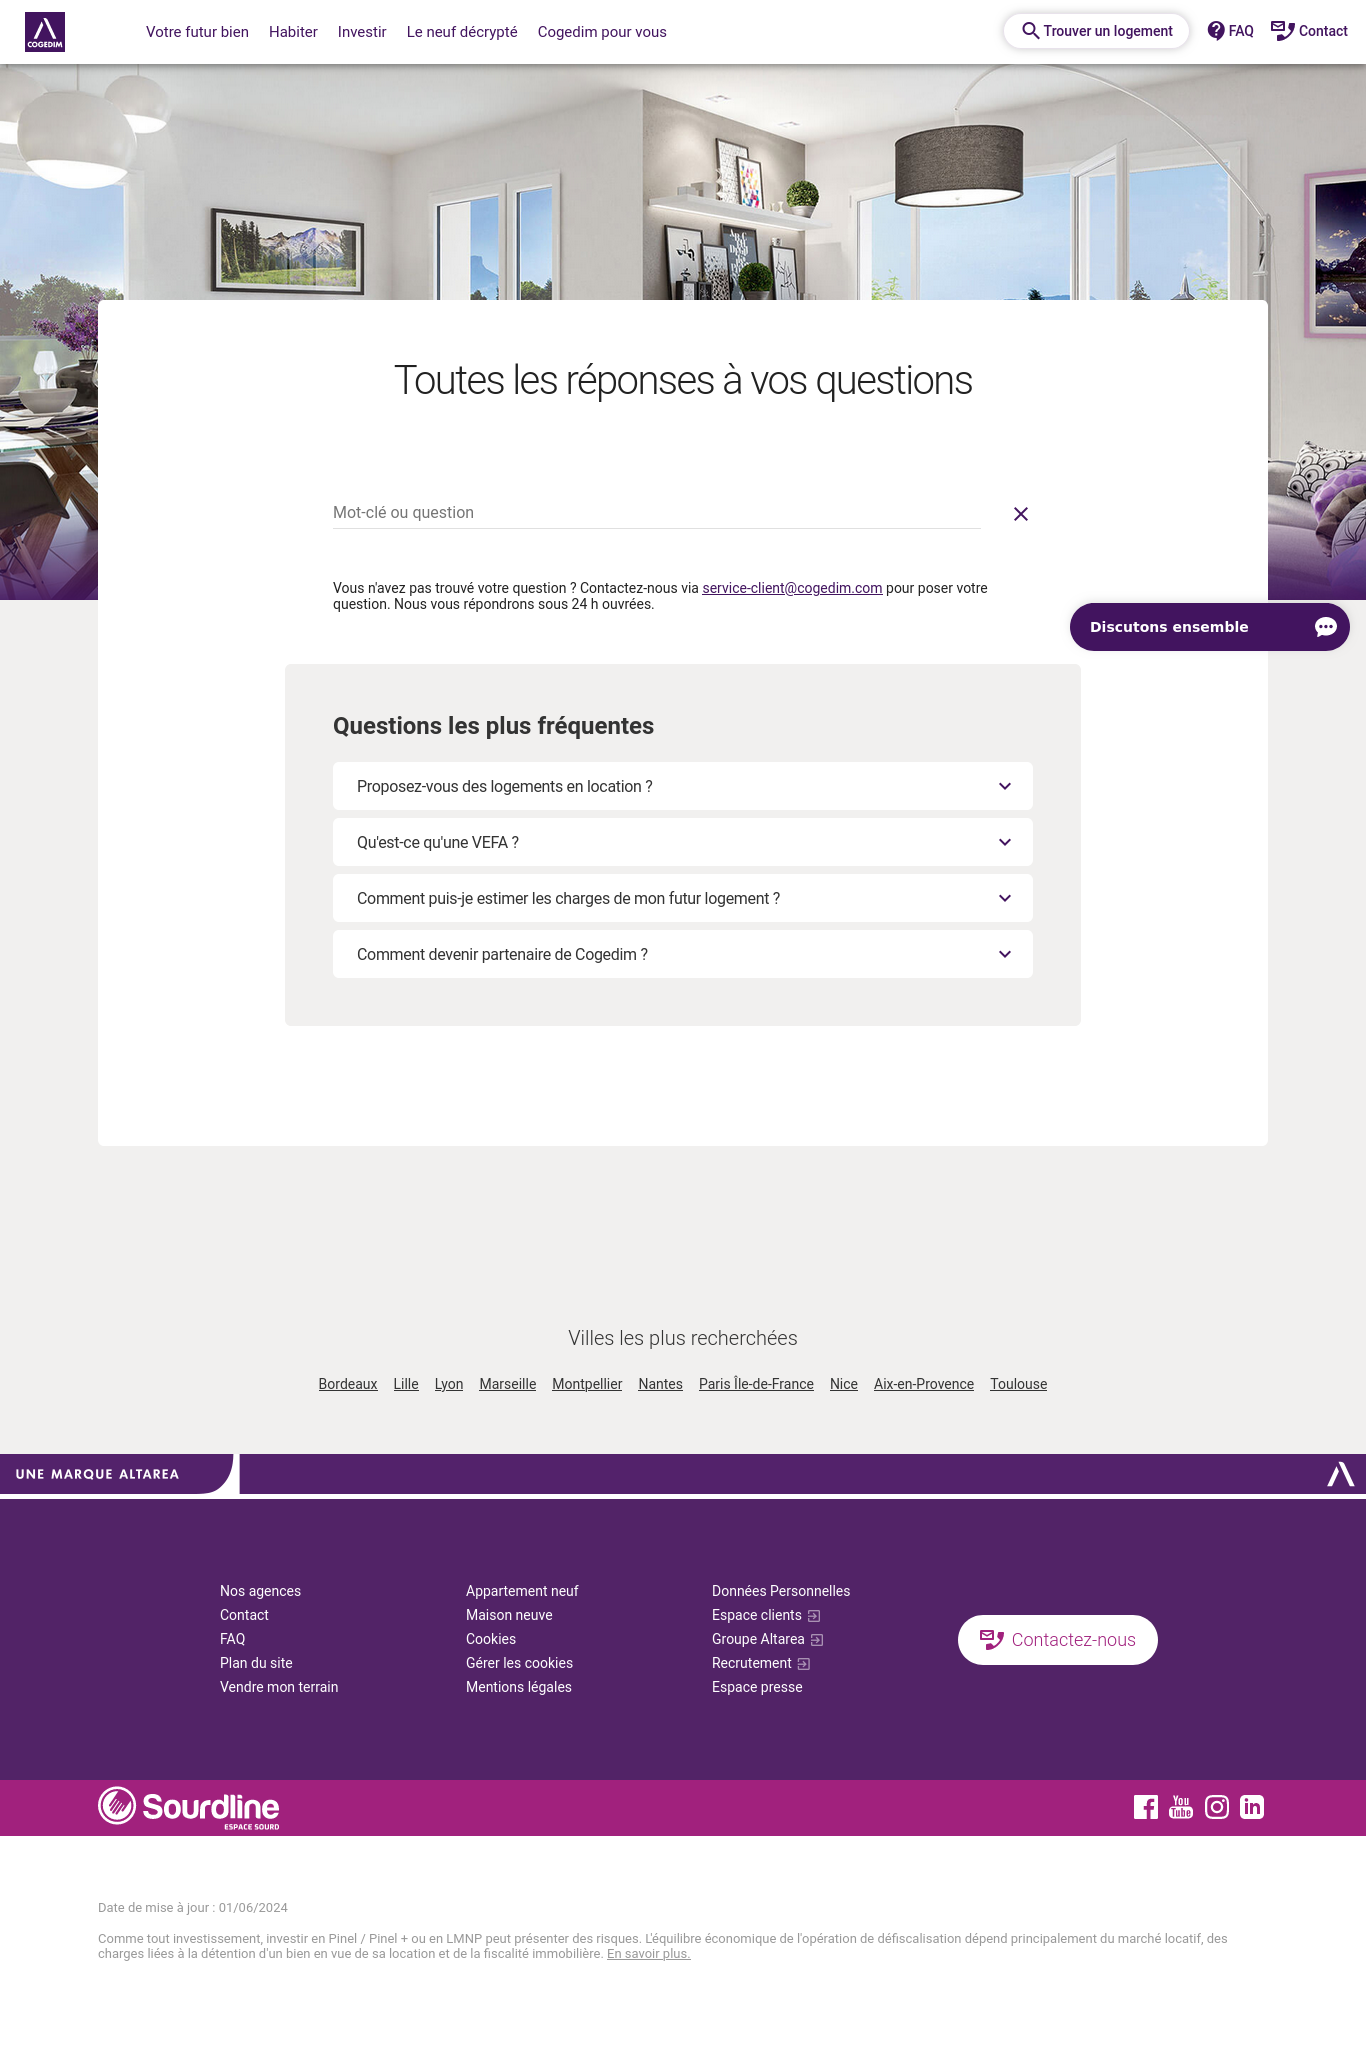 COGEDIM
Votre futur bien
Habiter
Investir
Le neuf décrypté
Cogedim pour vous
Trouver un logement
FAQ
Contact
Toutes les réponses à vos questions
Mot-clé ou question
Vous n'avez pas trouvé votre question ? Contactez-nous via service-client@cogedim.com pour poser votre
question. Nous vous répondrons sous 24 h ouvrées.
Discutons ensemble
Questions les plus fréquentes
Proposez-vous des logements en location ?
Qu'est-ce qu'une VEFA ?
Comment puis-je estimer les charges de mon futur logement ?
Comment devenir partenaire de Cogedim ?
Villes les plus recherchées
Bordeaux Lille Lyon Marseille Montpellier Nantes Paris Île-de-France Nice Aix-en-Provence Toulouse
UNE MARQUE ALTAREA
Nos agences
Contact
FAQ
Plan du site
Vendre mon terrain
Appartement neuf
Maison neuve
Cookies
Gérer les cookies
Mentions légales
Données Personnelles
Espace clients
Groupe Altarea
Recrutement
Espace presse
Contactez-nous
Sourdline
ESPACE SOURD
You
Tube
in
Date de mise à jour : 01/06/2024
Comme tout investissement, investir en Pinel / Pinel + ou en LMNP peut présenter des risques. L'équilibre économique de l'opération de défiscalisation dépend principalement du marché locatif, des
charges liées à la détention d'un bien en vue de sa location et de la fiscalité immobilière. En savoir plus.